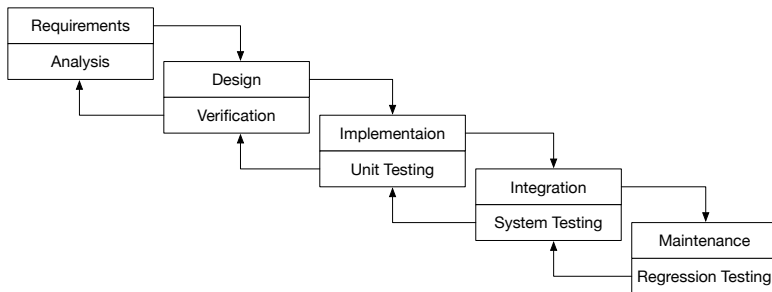 Requirements
Analysis
Design
Verification
Implementaion
Unit Testing
Integration
System Testing
Maintenance
Regression Testing